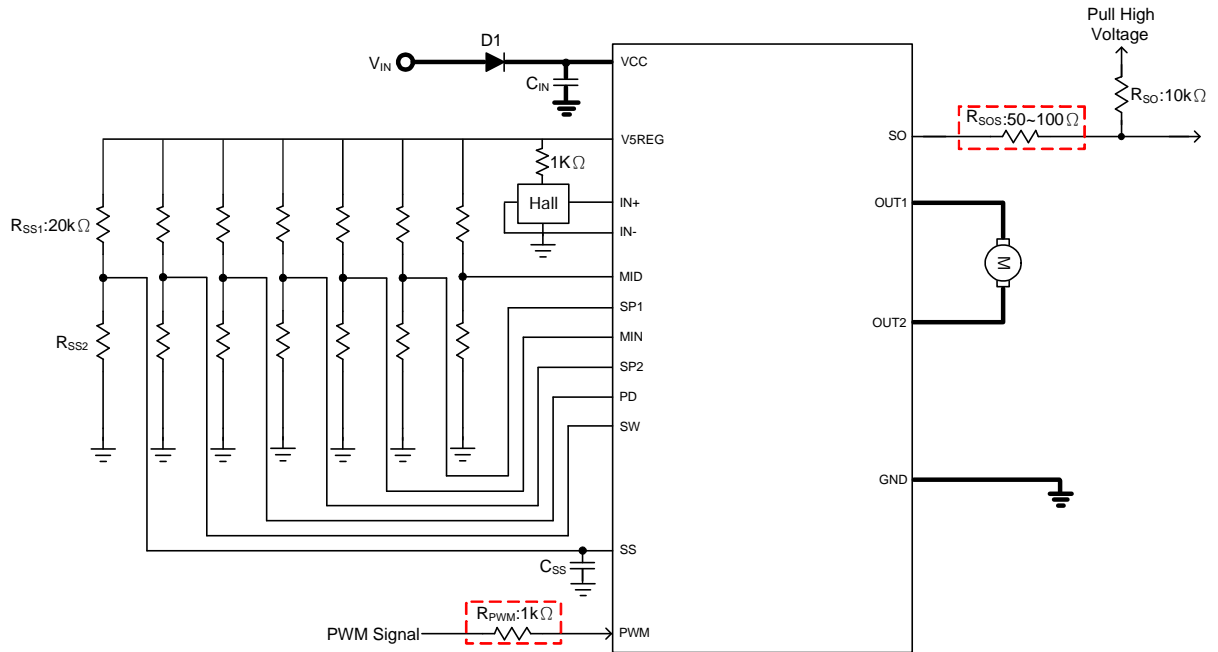 Pull High
Voltage
D1
VIN
VCC
CIN
RSO:10kΩ
RSOS:50~100Ω
V5REG
SO
1KΩ
Hall
IN+
OUT1
RSS1:20kΩ
IN-
M
MID
SP1
OUT2
RSS2
MIN
SP2
PD
SW
GND
SS
CSS
RPWM:1kΩ
PWM Signal
PWM